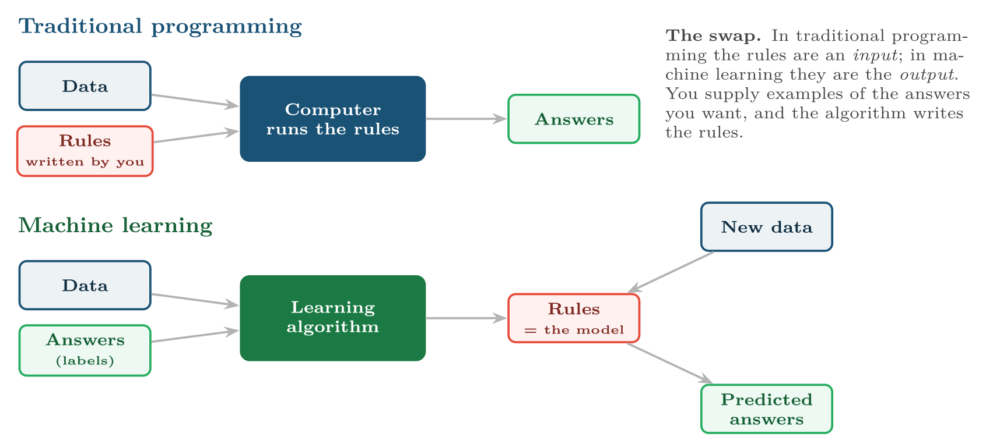 Traditional programming
Data
Rules
written by you
Computer
runs the rules
Answers
The swap. In traditional program-
ming the rules are an input; in ma-
chine learning they are the output.
You supply examples of the answers
you want, and the algorithm writes
the rules.
Machine learning
Data
Answers
(labels)
Learning
algorithm
Rules
= the model
New data
Predicted
answers